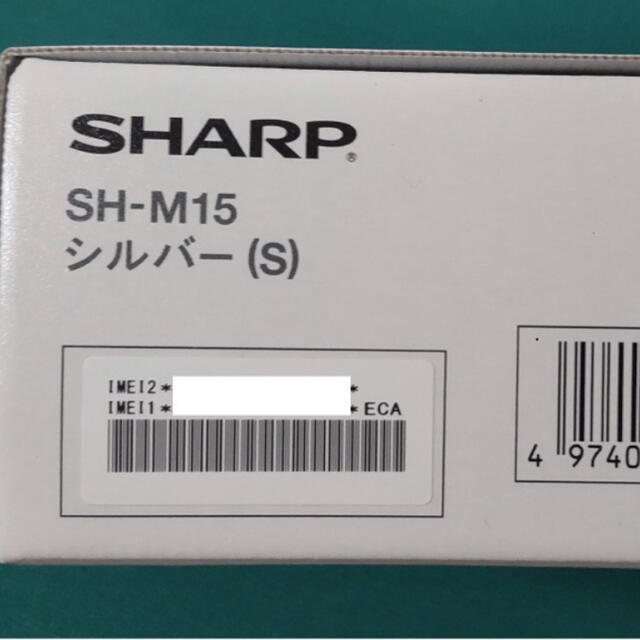 SHARP®
SH-M15
シルバー(S)
IMEI2* *
IMEI1* *ECA
4 9740